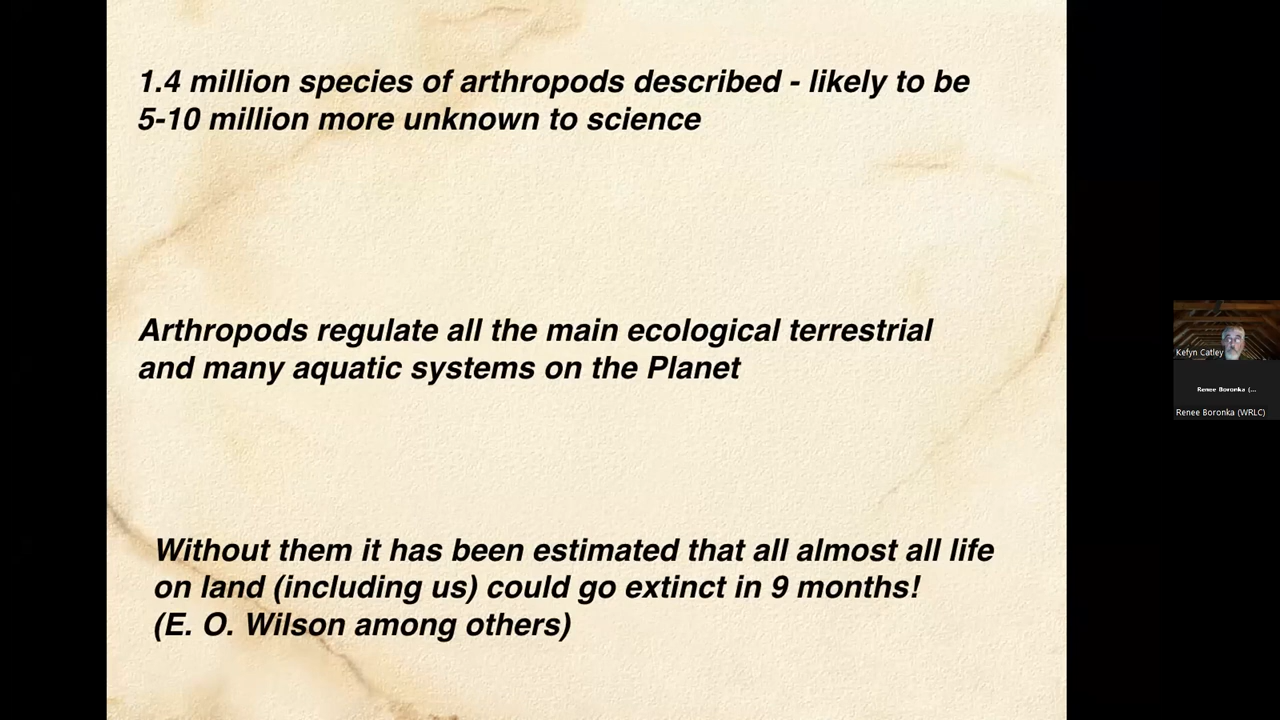 1.4 million species of arthropods described - likely to be
5-10 million more unknown to science
Arthropods regulate all the main ecological terrestrial
and many aquatic systems on the Planet
Without them it has been estimated that all almost all life
on land (including us) could go extinct in 9 months!
(E. O. Wilson among others)
Kefyn Catley
Renee Boronka (...
Renee Boronka (WRLC)